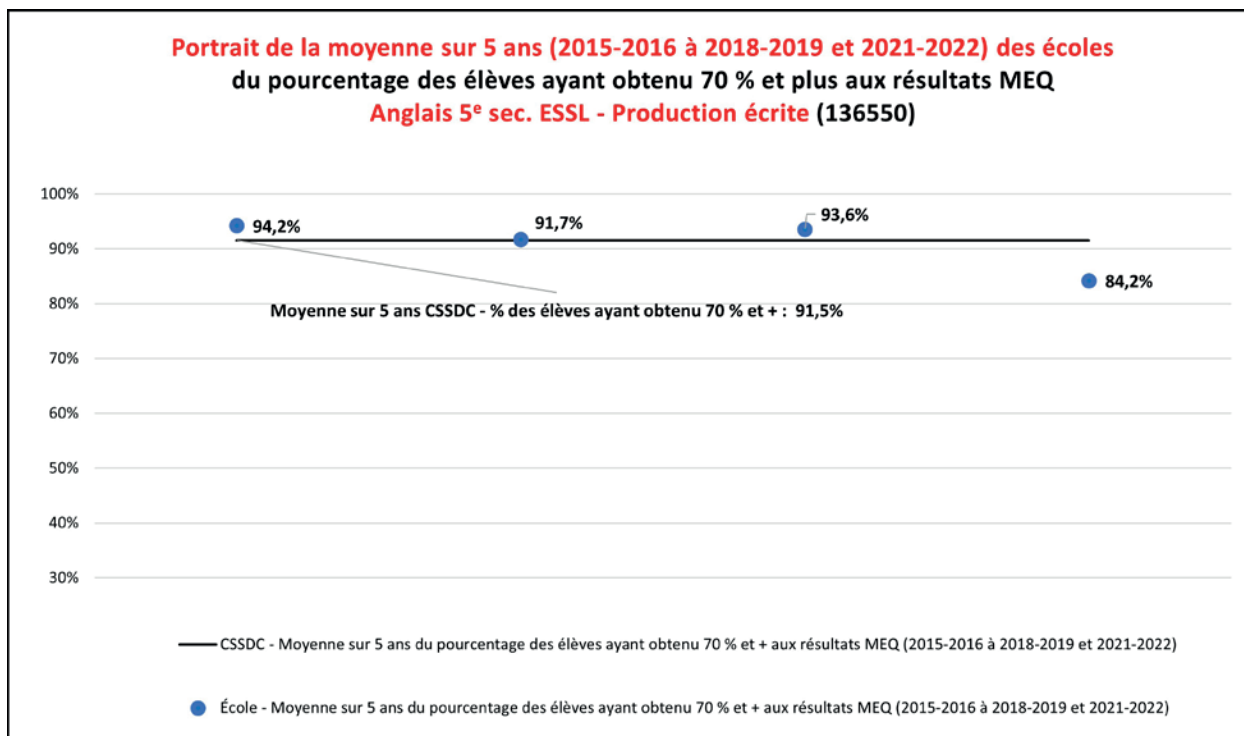 Portrait de la moyenne sur 5 ans (2015-2016 à 2018-2019 et 2021-2022) des écoles
du pourcentage des élèves ayant obtenu 70 % et plus aux résultats MEQ
Anglais 5e sec. ESSL - Production écrite (136550)
100%
94,2%
91,7%
93,6%
90%
84,2%
80%
Moyenne sur 5 ans CSSDC - % des élèves ayant obtenu 70 % et + : 91,5%
70%
60%
50%
40%
30%
CSSDC - Moyenne sur 5 ans du pourcentage des élèves ayant obtenu 70 % et + aux résultats MEQ (2015-2016 à 2018-2019 et 2021-2022)
École - Moyenne sur 5 ans du pourcentage des élèves ayant obtenu 70 % et + aux résultats MEQ (2015-2016 à 2018-2019 et 2021-2022)